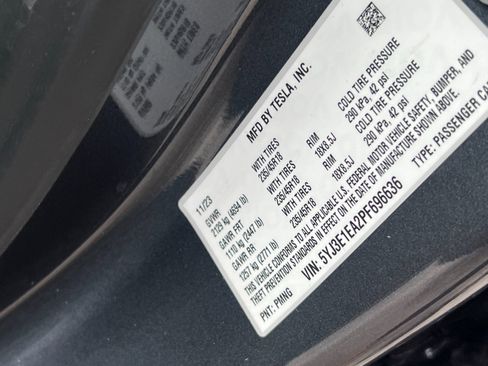 MFD BY TESLA, INC.
11/23
GVWR
2129 kg (4694 lb)
GAWR FRT WITH TIRES RIM COLD TIRE PRESSURE
1110 kg (2447 lb) 235/45R18 18X8.5J 290 kPa, 42 psi
GAWR RR WITH TIRES RIM COLD TIRE PRESSURE
1257 kg (2771 lb) 235/45R18 18X8.5J 290 kPa, 42 psi
THIS VEHICLE CONFORMS TO ALL APPLICABLE U.S. FEDERAL MOTOR VEHICLE SAFETY, BUMPER, AND
THEFT PREVENTION STANDARDS IN EFFECT ON THE DATE OF MANUFACTURE SHOWN ABOVE.
VIN: 5YJ3E1EA2PF696636 TYPE: PASSENGER CA
PNT: PMNG